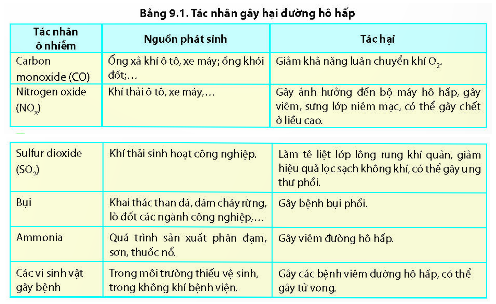 Bảng 9.1. Tác nhân gây hại đường hô hấp
Tác nhân
ô nhiễm
Nguồn phát sinh
Tác hại
Carbon
monoxide (CO)
Ống xả khí ô tô, xe máy; ống khói
đốt;…
Giảm khả năng luân chuyển khí O₂.
Nitrogen oxide
(NOₓ)
Khí thải ô tô, xe máy,…
Gây ảnh hưởng đến bộ máy hô hấp, gây
viêm, sưng lớp niêm mạc, có thể gây chết
ở liều cao.
Sulfur dioxide
(SOₓ)
Khí thải sinh hoạt công nghiệp.
Làm tê liệt lớp lông rung khí quản, giảm
hiệu quả lọc sạch không khí, có thể gây ung
thư phổi.
Bụi
Khai thác than đá, đám cháy rừng,
lò đốt các ngành công nghiệp,…
Gây bệnh bụi phổi.
Ammonia
Quá trình sản xuất phân đạm,
sơn, thuốc nổ.
Gây viêm đường hô hấp.
Các vi sinh vật
gây bệnh
Trong môi trường thiếu vệ sinh,
trong không khí bệnh viện.
Gây các bệnh viêm đường hô hấp, có thể
gây tử vong.